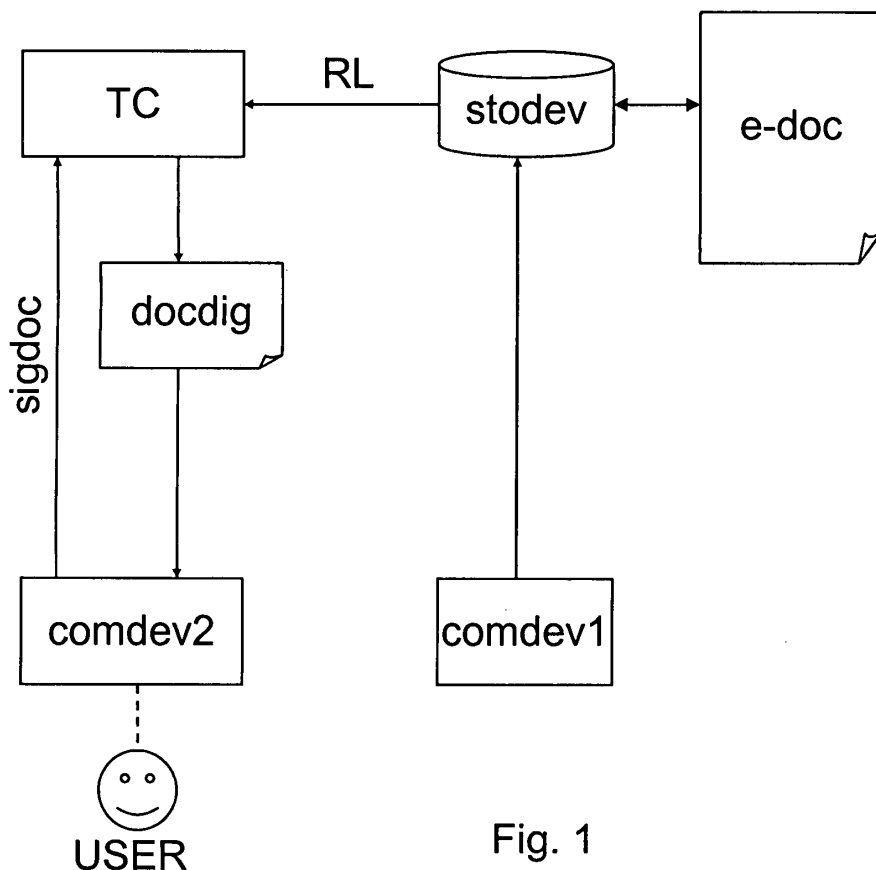 RL
TC
stodev
e-doc
docdig
sigdoc
comdev2
comdev1
USER
Fig. 1